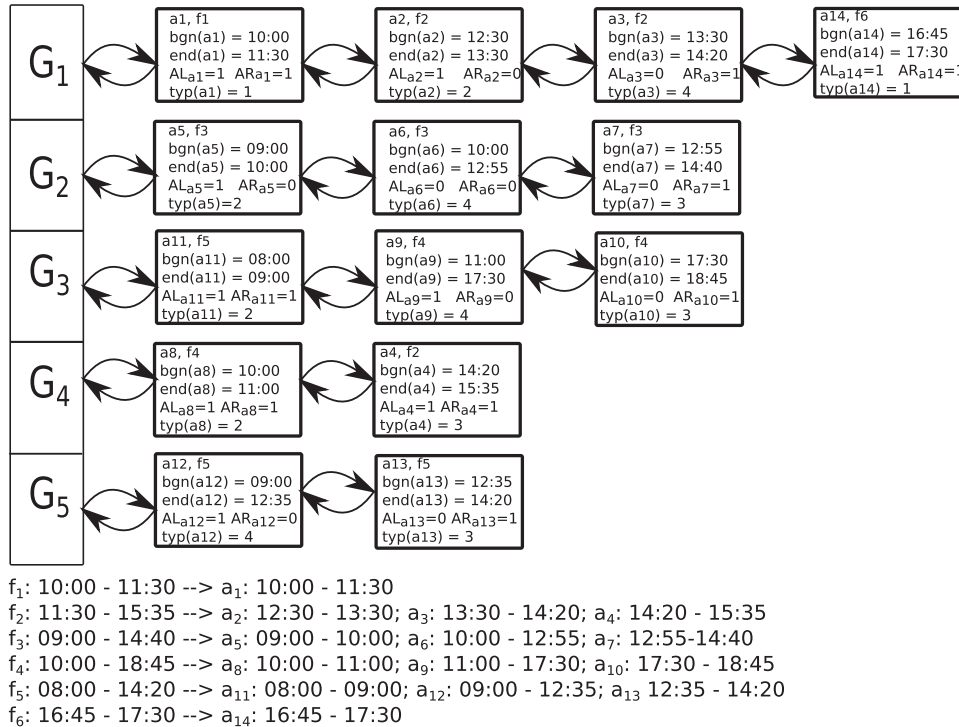 G1
a1, f1
bgn(a1) = 10:00
end(a1) = 11:30
ALa1=1 ARa1=1
typ(a1) = 1
a2, f2
bgn(a2) = 12:30
end(a2) = 13:30
ALa2=1 ARa2=0
typ(a2) = 2
a3, f2
bgn(a3) = 13:30
end(a3) = 14:20
ALa3=0 ARa3=1
typ(a3) = 4
a14, f6
bgn(a14) = 16:45
end(a14) = 17:30
ALa14=1 ARa14=1
typ(a14) = 1
G2
a5, f3
bgn(a5) = 09:00
end(a5) = 10:00
ALa5=1 ARa5=0
typ(a5)=2
a6, f3
bgn(a6) = 10:00
end(a6) = 12:55
ALa6=0 ARa6=0
typ(a6) = 4
a7, f3
bgn(a7) = 12:55
end(a7) = 14:40
ALa7=0 ARa7=1
typ(a7) = 3
G3
a11, f5
bgn(a11) = 08:00
end(a11) = 09:00
ALa11=1 ARa11=1
typ(a11) = 2
a9, f4
bgn(a9) = 11:00
end(a9) = 17:30
ALa9=1 ARa9=0
typ(a9) = 4
a10, f4
bgn(a10) = 17:30
end(a10) = 18:45
ALa10=0 ARa10=1
typ(a10) = 3
G4
a8, f4
bgn(a8) = 10:00
end(a8) = 11:00
ALa8=1 ARa8=1
typ(a8) = 2
a4, f2
bgn(a4) = 14:20
end(a4) = 15:35
ALa4=1 ARa4=1
typ(a4) = 3
G5
a12, f5
bgn(a12) = 09:00
end(a12) = 12:35
ALa12=1 ARa12=0
typ(a12) = 4
a13, f5
bgn(a13) = 12:35
end(a13) = 14:20
ALa13=0 ARa13=1
typ(a13) = 3
f1: 10:00 - 11:30 --> a1: 10:00 - 11:30
f2: 11:30 - 15:35 --> a2: 12:30 - 13:30; a3: 13:30 - 14:20; a4: 14:20 - 15:35
f3: 09:00 - 14:40 --> a5: 09:00 - 10:00; a6: 10:00 - 12:55; a7: 12:55-14:40
f4: 10:00 - 18:45 --> a8: 10:00 - 11:00; a9: 11:00 - 17:30; a10: 17:30 - 18:45
f5: 08:00 - 14:20 --> a11: 08:00 - 09:00; a12: 09:00 - 12:35; a13 12:35 - 14:20
f6: 16:45 - 17:30 --> a14: 16:45 - 17:30